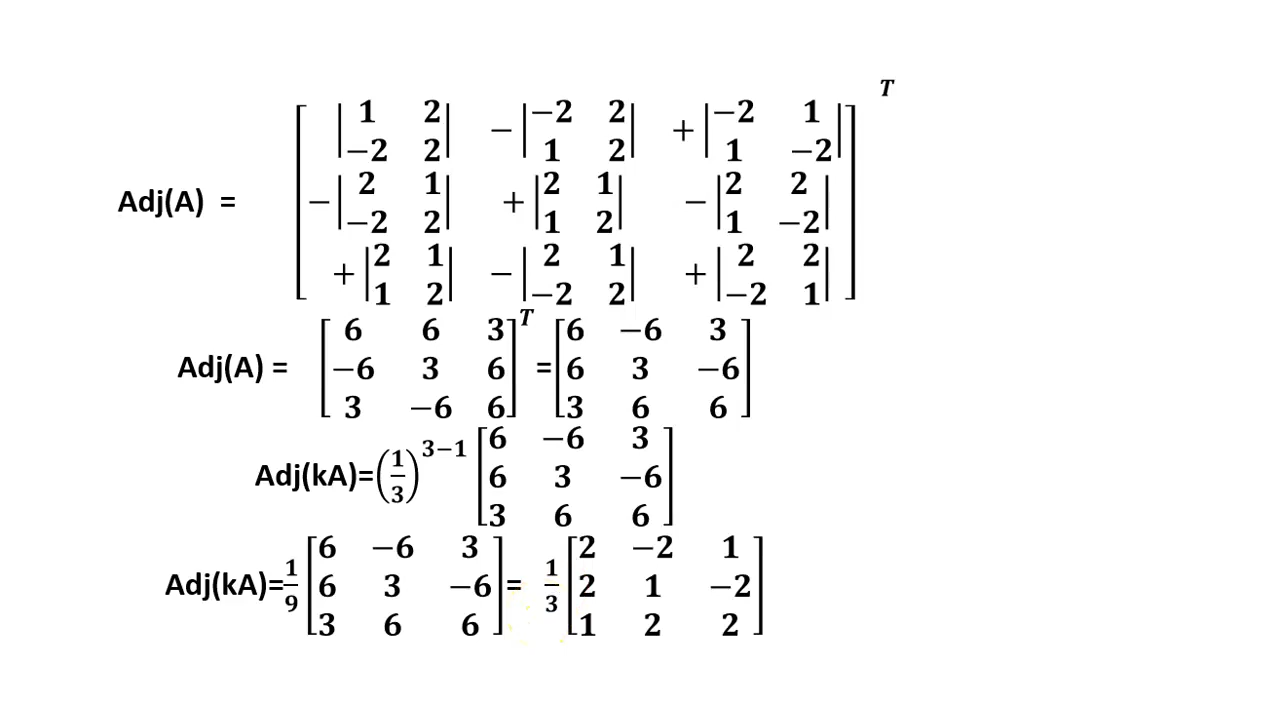 T
| 1 2 | − | −2 2 | + | −2 1 |
| −2 2 | | 1 2 | | 1 −2 |
Adj(A) = − | 2 1 | + | 2 1 | − | 2 2 |
| −2 2 | | 1 2 | | 1 −2 |
+ | 2 1 | − | 2 1 | + | 2 2 |
| 1 2 | | −2 2 | | −2 1 |
[ 6 6 3 ] T [ 6 −6 3 ]
Adj(A) = [ −6 3 6 ] = [ 6 3 −6 ]
[ 3 −6 6 ] [ 3 6 6 ]
[ 6 −6 3 ]
Adj(kA)=(1/3)^3−1 [ 6 3 −6 ]
[ 3 6 6 ]
[ 6 −6 3 ] [ 2 −2 1 ]
Adj(kA)=1/9 [ 6 3 −6 ] = 1/3 [ 2 1 −2 ]
[ 3 6 6 ] [ 1 2 2 ]